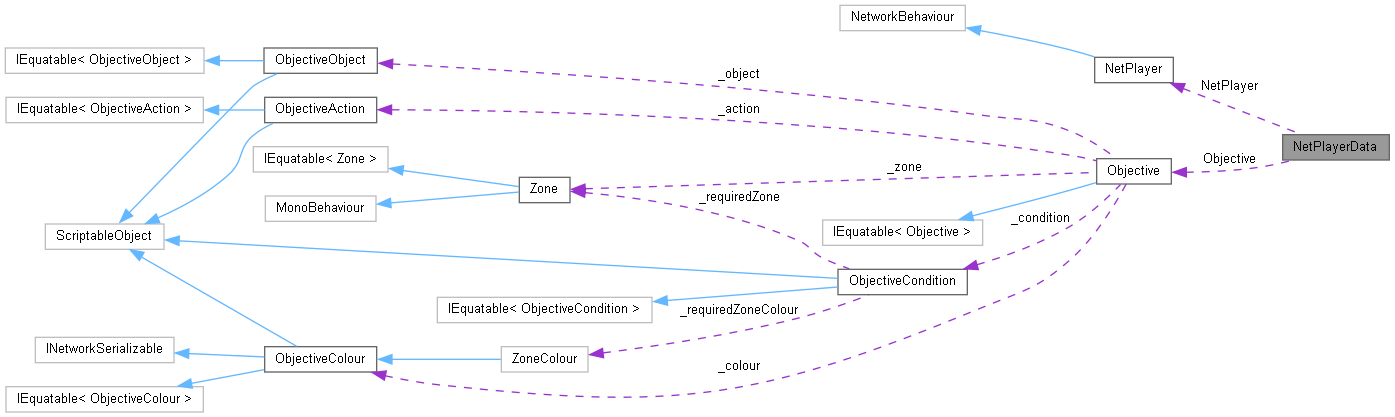 NetworkBehaviour
IEquatable< ObjectiveObject >
ObjectiveObject
NetPlayer
_object
NetPlayer
IEquatable< ObjectiveAction >
ObjectiveAction
_action
NetPlayerData
IEquatable< Zone >
Objective
_zone
Objective
Zone
_requiredZone
MonoBehaviour
_condition
IEquatable< Objective >
ScriptableObject
ObjectiveCondition
IEquatable< ObjectiveCondition >
_requiredZoneColour
INetworkSerializable
ObjectiveColour
ZoneColour
_colour
IEquatable< ObjectiveColour >